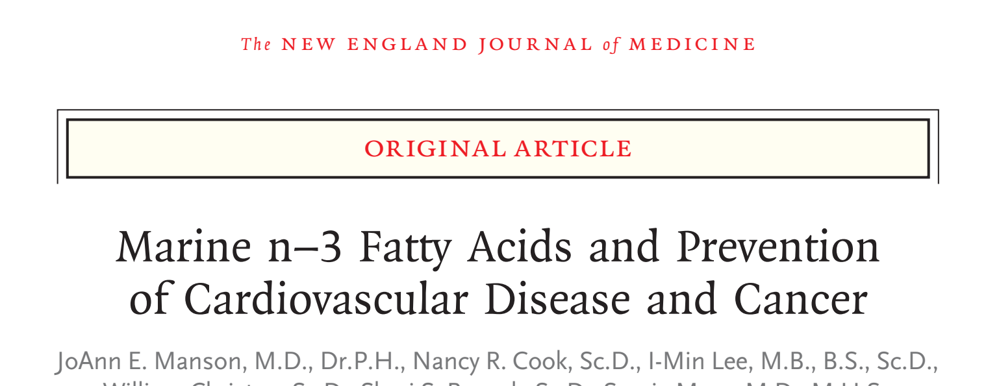 The NEW ENGLAND JOURNAL of MEDICINE
ORIGINAL ARTICLE
Marine n–3 Fatty Acids and Prevention
of Cardiovascular Disease and Cancer
JoAnn E. Manson, M.D., Dr.P.H., Nancy R. Cook, Sc.D., I-Min Lee, M.B., B.S., Sc.D.,